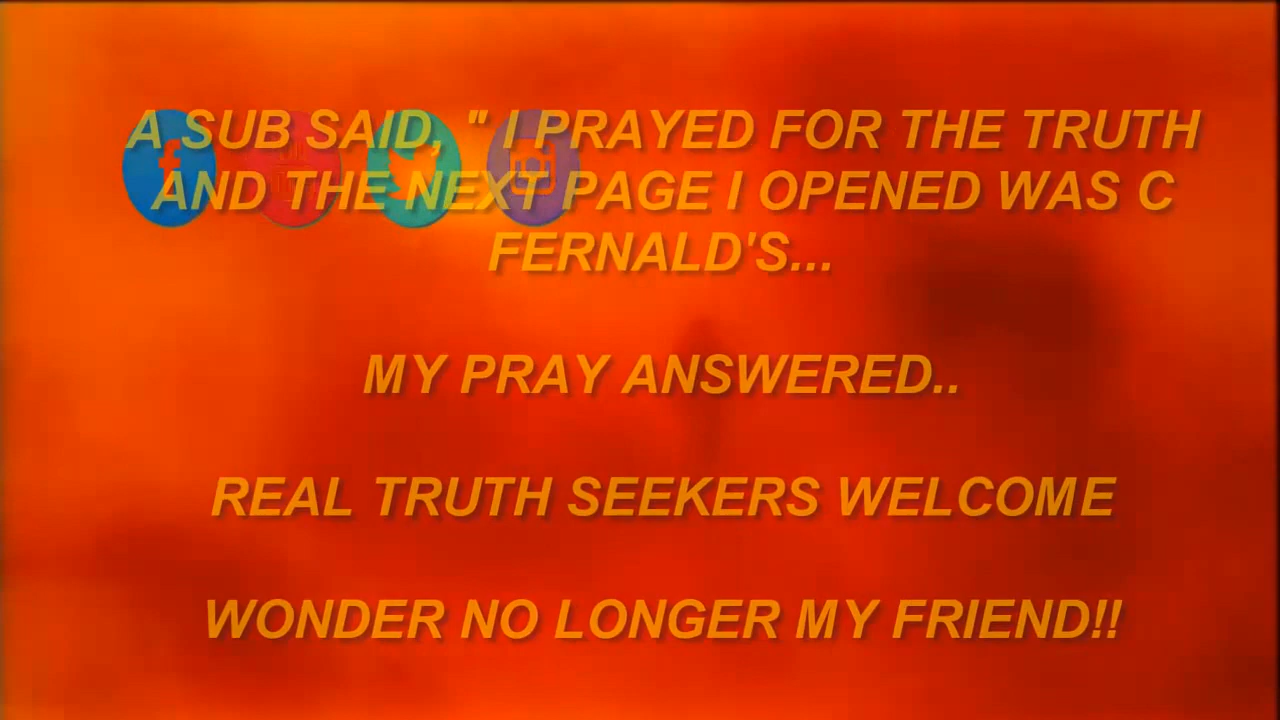 A SUB SAID, " I PRAYED FOR THE TRUTH
AND THE NEXT PAGE I OPENED WAS C
FERNALD'S...
MY PRAY ANSWERED..
REAL TRUTH SEEKERS WELCOME
WONDER NO LONGER MY FRIEND!!